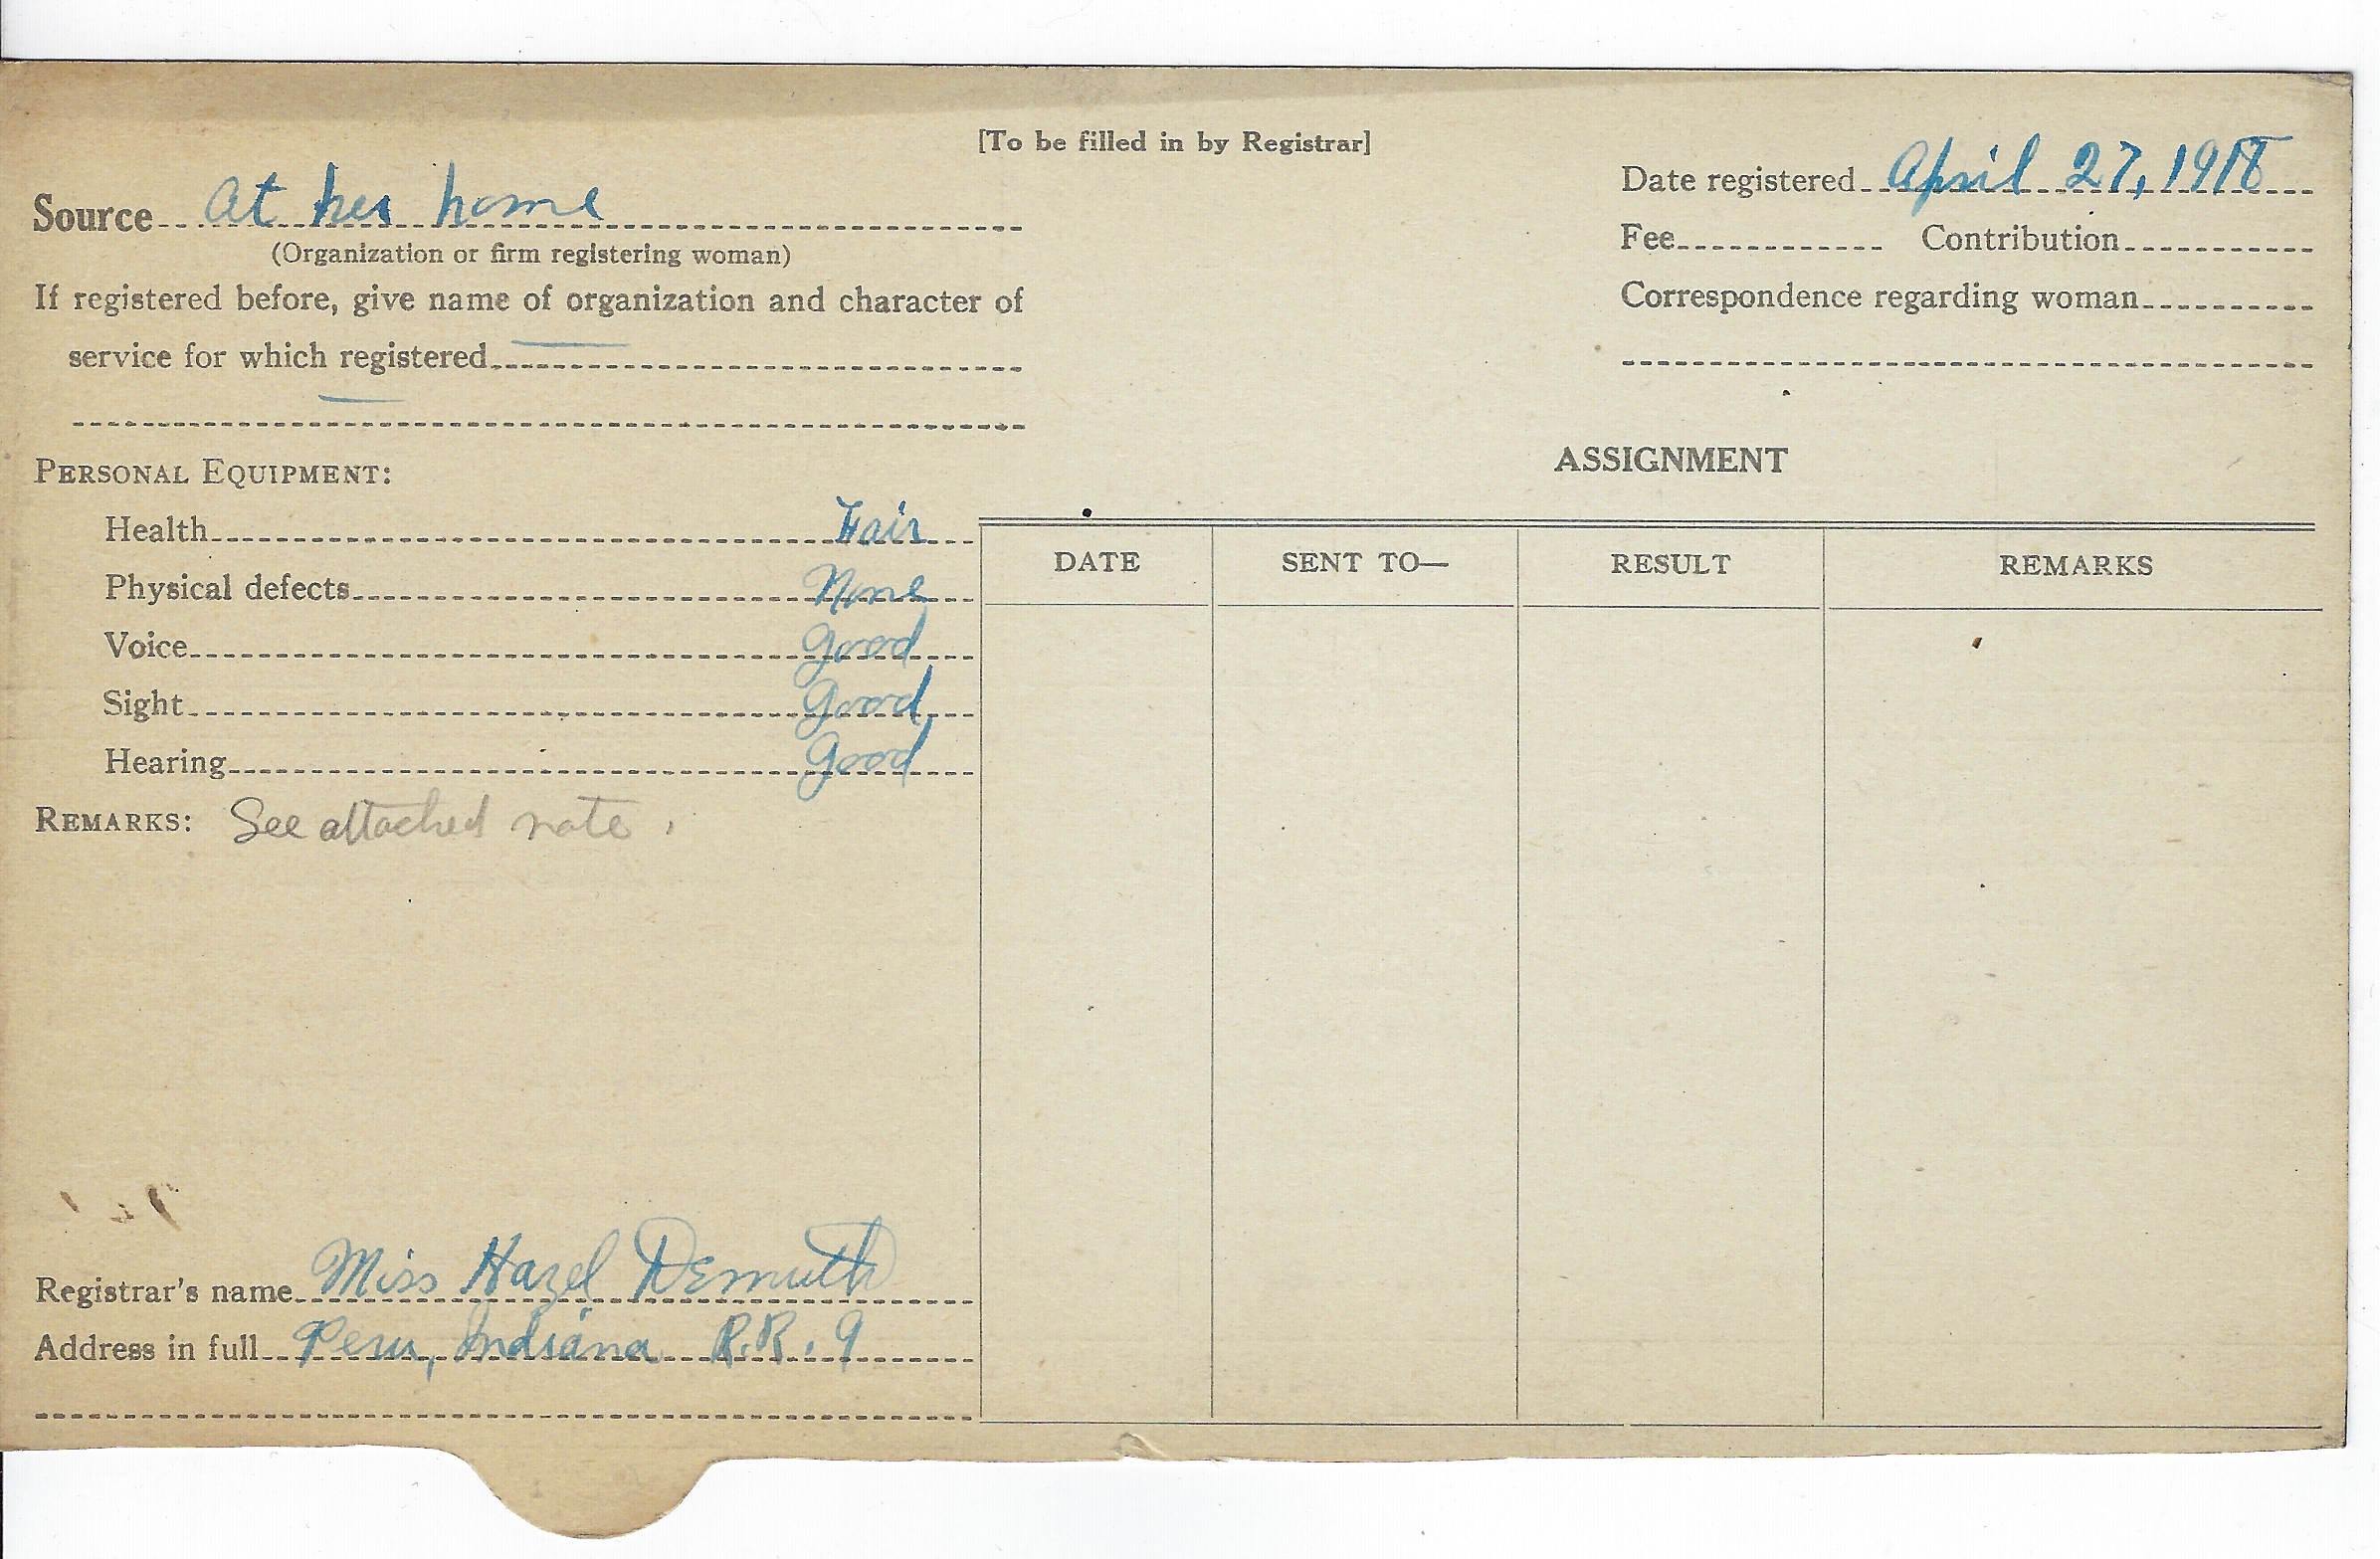 [To be filled in by Registrar]
Source At her home
(Organization or firm registering woman)
If registered before, give name of organization and character of
service for which registered
Date registered April 27, 1918
Fee Contribution
Correspondence regarding woman
PERSONAL EQUIPMENT:
Health Fair
Physical defects None
Voice Good
Sight Good
Hearing Good
REMARKS: See attached note.
Registrar's name Miss Hazel Demuth
Address in full Peru, Indiana R.R. 9
ASSIGNMENT
DATE SENT TO— RESULT REMARKS